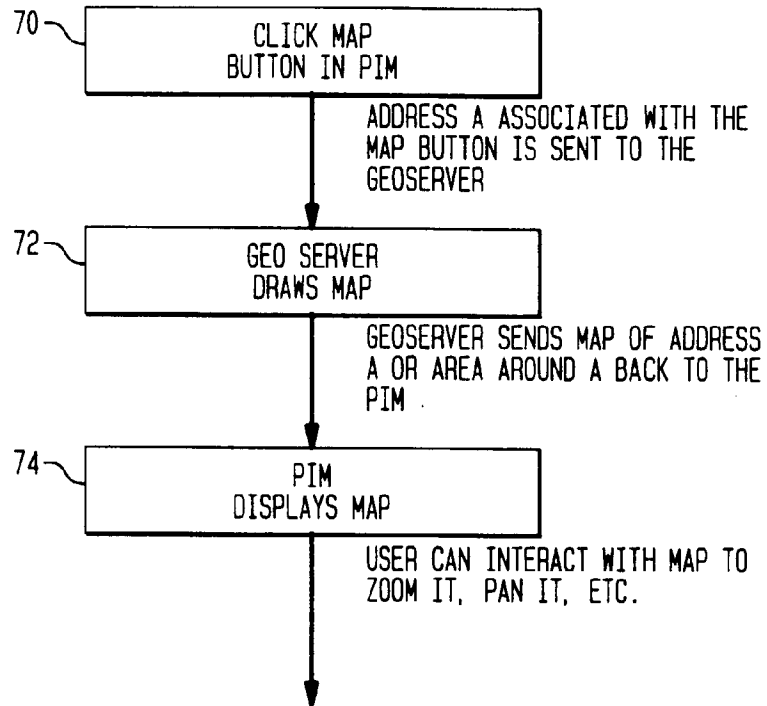 70
CLICK MAP
BUTTON IN PIM
ADDRESS A ASSOCIATED WITH THE
MAP BUTTON IS SENT TO THE
GEOSERVER
72
GEO SERVER
DRAWS MAP
GEOSERVER SENDS MAP OF ADDRESS
A OR AREA AROUND A BACK TO THE
PIM
74
PIM
DISPLAYS MAP
USER CAN INTERACT WITH MAP TO
ZOOM IT, PAN IT, ETC.